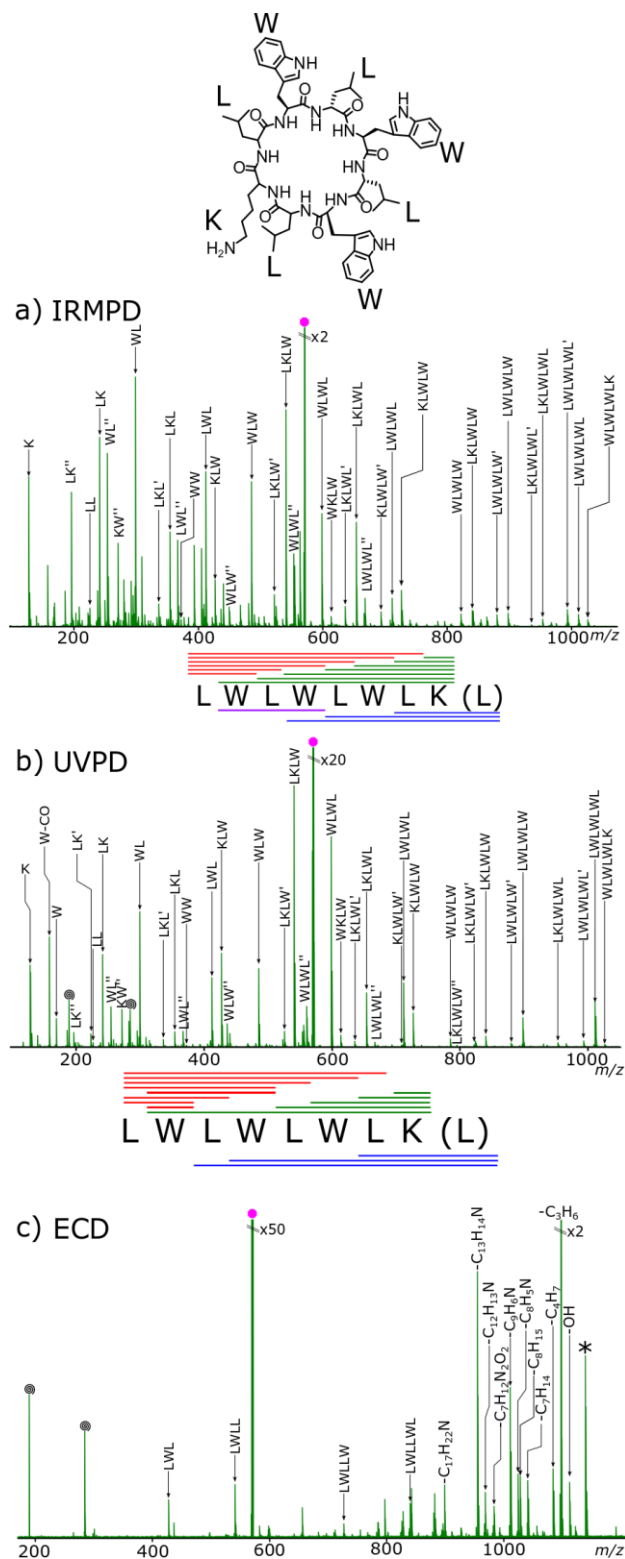 W
L
W
L
K
L
W
H₂N
O
NH
a) IRMPD
K
LK''
LL
LK
WL''
KW''
WL
LKL'
LKL
LWL''
WW
LWL
KLW
WLW''
WLW
LKLW'
LKLW
WLWL''
x2
WLWL
WKLW
LKLWL'
LKLWL
LWLWL''
KLWLW'
LWLWL
KLWLW
WLWLW
LKLWLW
LWLWLW'
LWLWLW
LKLWLWL'
LKLWLWL
LWLWLWL'
LWLWLWL
WLWLWLK
200 400 600 800 1000 m/z
L W L W L W L K (L)
b) UVPD
K
W-CO
W
LK''
LK'
LL
LK
WL''
KW''
WL
LKL'
LKL
LWL''
WW
LWL
KLW
WLW''
WLW
LKLW'
LKLW
WLWL''
x20
WLWL
WKLW
LKLWL'
LKLWL
LWLWL''
KLWLW'
LWLWL
KLWLW
WLWLW
LKLWLW''
LKLWLW'
LKLWLW
LWLWLW'
LWLWLW
LKLWLWL
LWLWLWL'
LWLWLWL
WLWLWLK
200 400 600 800 1000 m/z
L W L W L W L K (L)
c) ECD
LWL
LWLL
x50
LWLLW
LWLLWL
-C₁₇H₂₂N
-C₁₃H₁₄N
-C₁₂H₁₃N
-C₇H₁₂N₂O₂
-C₉H₆N
-C₈H₅N
-C₈H₁₅
-C₇H₁₄
-C₄H₇
-C₃H₆
x2
-OH
*
200 400 600 800 1000 m/z